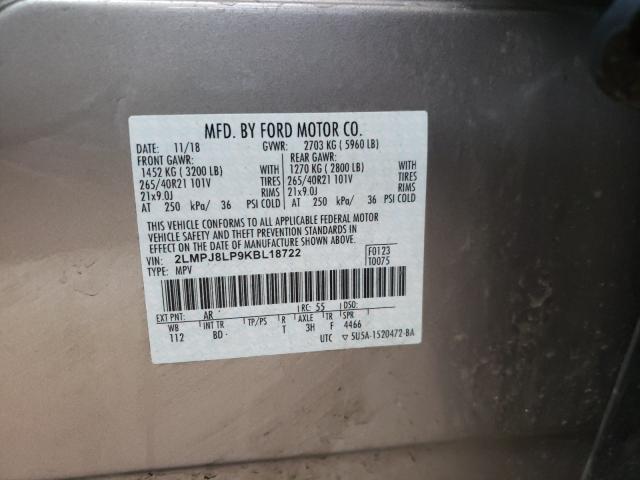 MFD. BY FORD MOTOR CO.
DATE: 11/18 GVWR: 2703 KG ( 5960 LB)
FRONT GAWR: REAR GAWR:
1452 KG ( 3200 LB) WITH 1270 KG ( 2800 LB) WITH
265/40R21 101V TIRES 265/40R21 101V TIRES
21x9.0J RIMS 21x9.0J RIMS
AT 250 kPa/ 36 PSI COLD AT 250 kPa/ 36 PSI COLD
THIS VEHICLE CONFORMS TO ALL APPLICABLE FEDERAL MOTOR
VEHICLE SAFETY AND THEFT PREVENTION STANDARDS IN
EFFECT ON THE DATE OF MANUFACTURE SHOWN ABOVE.
VIN: 2LMPJ8LP9KBL18722 F0123
TYPE: MPV T0075
EXT PNT: AR RC: 55 DSO:
WB INT TR TP/PS R AXLE TR SPR
112 BD T 3H F 4466
UTC ▽ 5U5A-1520472-BA